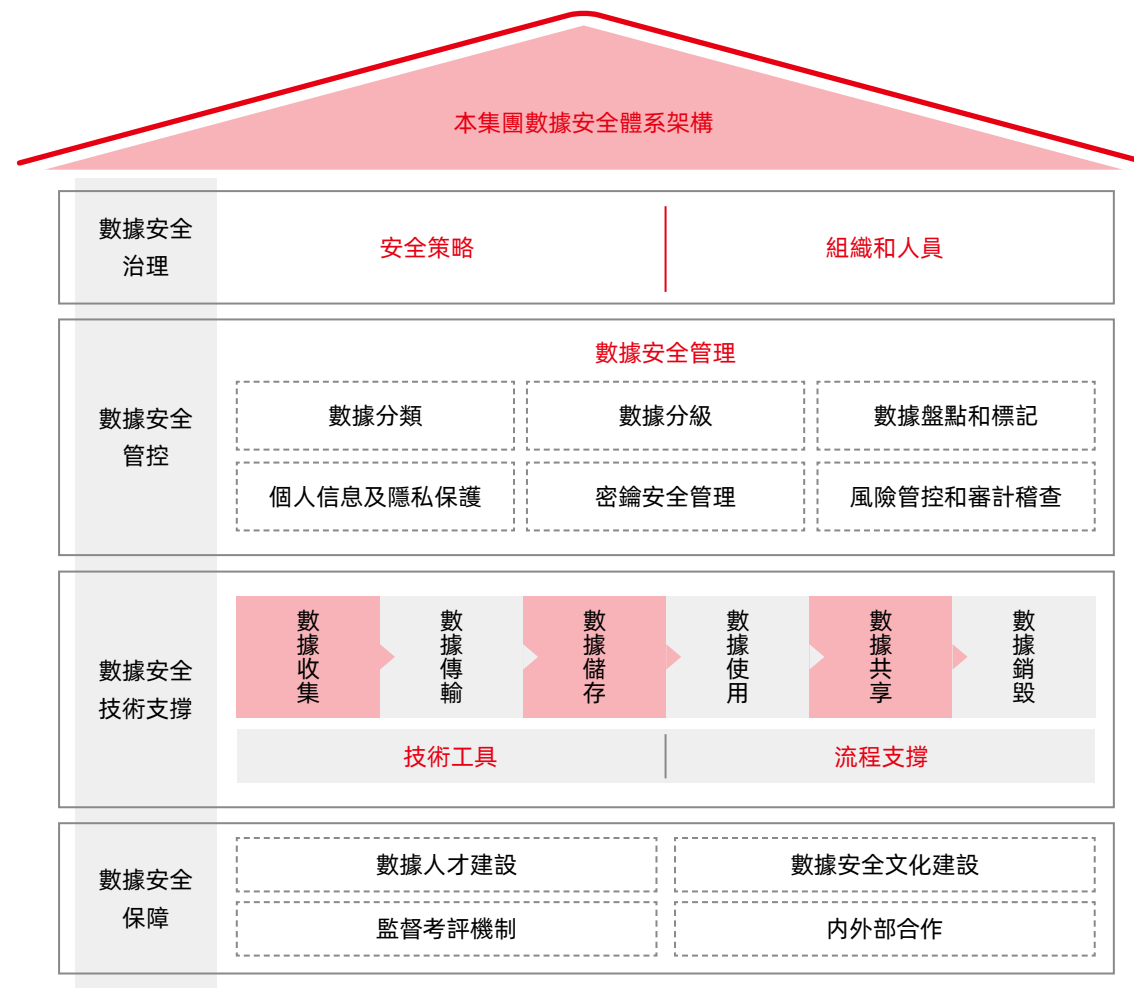 本集團數據安全體系架構
數據安全
治理
安全策略
組織和人員
數據安全
管控
數據安全管理
數據分類
數據分級
數據盤點和標記
個人信息及隱私保護
密鑰安全管理
風險管控和審計稽查
數據安全
技術支撐
數據收集
數據傳輸
數據儲存
數據使用
數據共享
數據銷毀
技術工具
流程支撐
數據安全
保障
數據人才建設
數據安全文化建設
監督考評機制
内外部合作